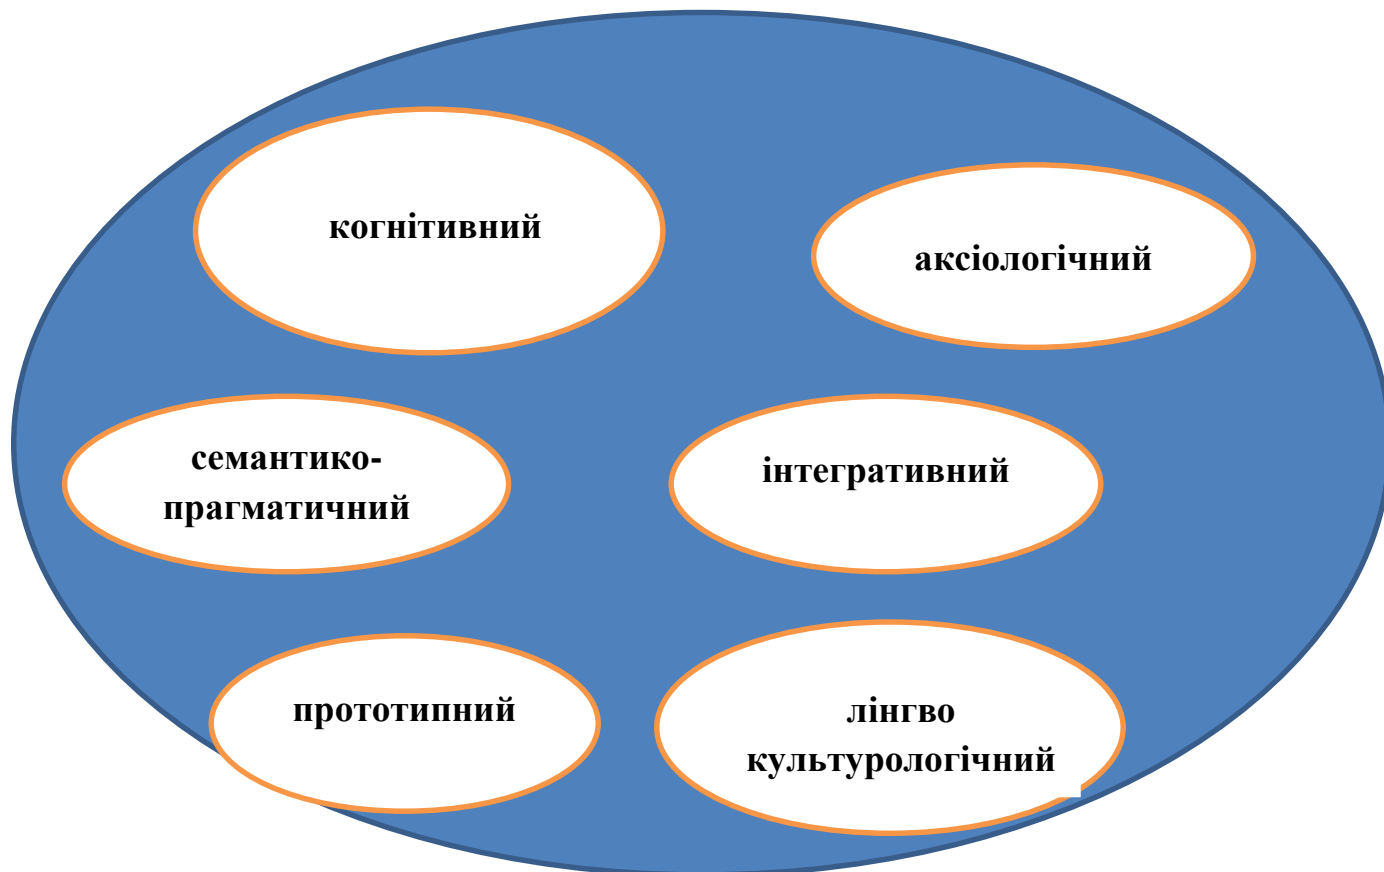 когнітивний
аксіологічний
семантико-
прагматичний
інтегративний
прототипний
лінгво
культурологічний